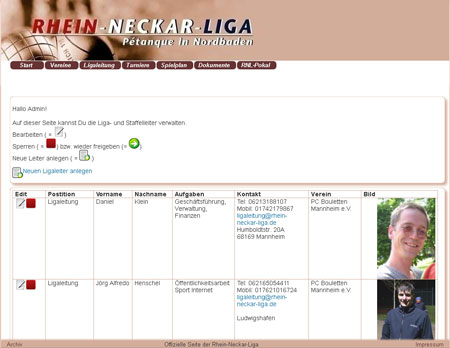 RHEIN-NECKAR-LIGA
Pétanque in Nordbaden
Start Vereine Ligaleitung Turniere Spielplan Dokumente RNL-Pokal
Hallo Admin!
Auf dieser Seite kannst Du die Liga- und Staffelleiter verwalten.
Bearbeiten ( = )
Sperren ( = ) bzw. wieder freigeben ( = )
Neue Leiter anlegen ( = )
Neuen Ligaleiter anlegen
Edit Postition Vorname Nachname Aufgaben Kontakt Verein Bild
Ligaleitung Daniel Klein Geschäftsführung, Tel. 06213188107 PC Bouletten
Verwaltung, Mobil: 01742179867 Mannheim e.V.
Finanzen ligaleitung@rhein-
neckar-liga.de
Humboldtr. 20A
68169 Mannheim
Ligaleitung Jörg Alfredo Henschel Öffentlichkeitsarbeit Tel. 062165054411 PC Bouletten
Sport Internet Mobil: 017621016724 Mannheim e.V.
ligaleitung@rhein-
neckar-liga.de
Ludwigshafen
Archiv Offizielle Seite der Rhein-Neckar-Liga Impressum